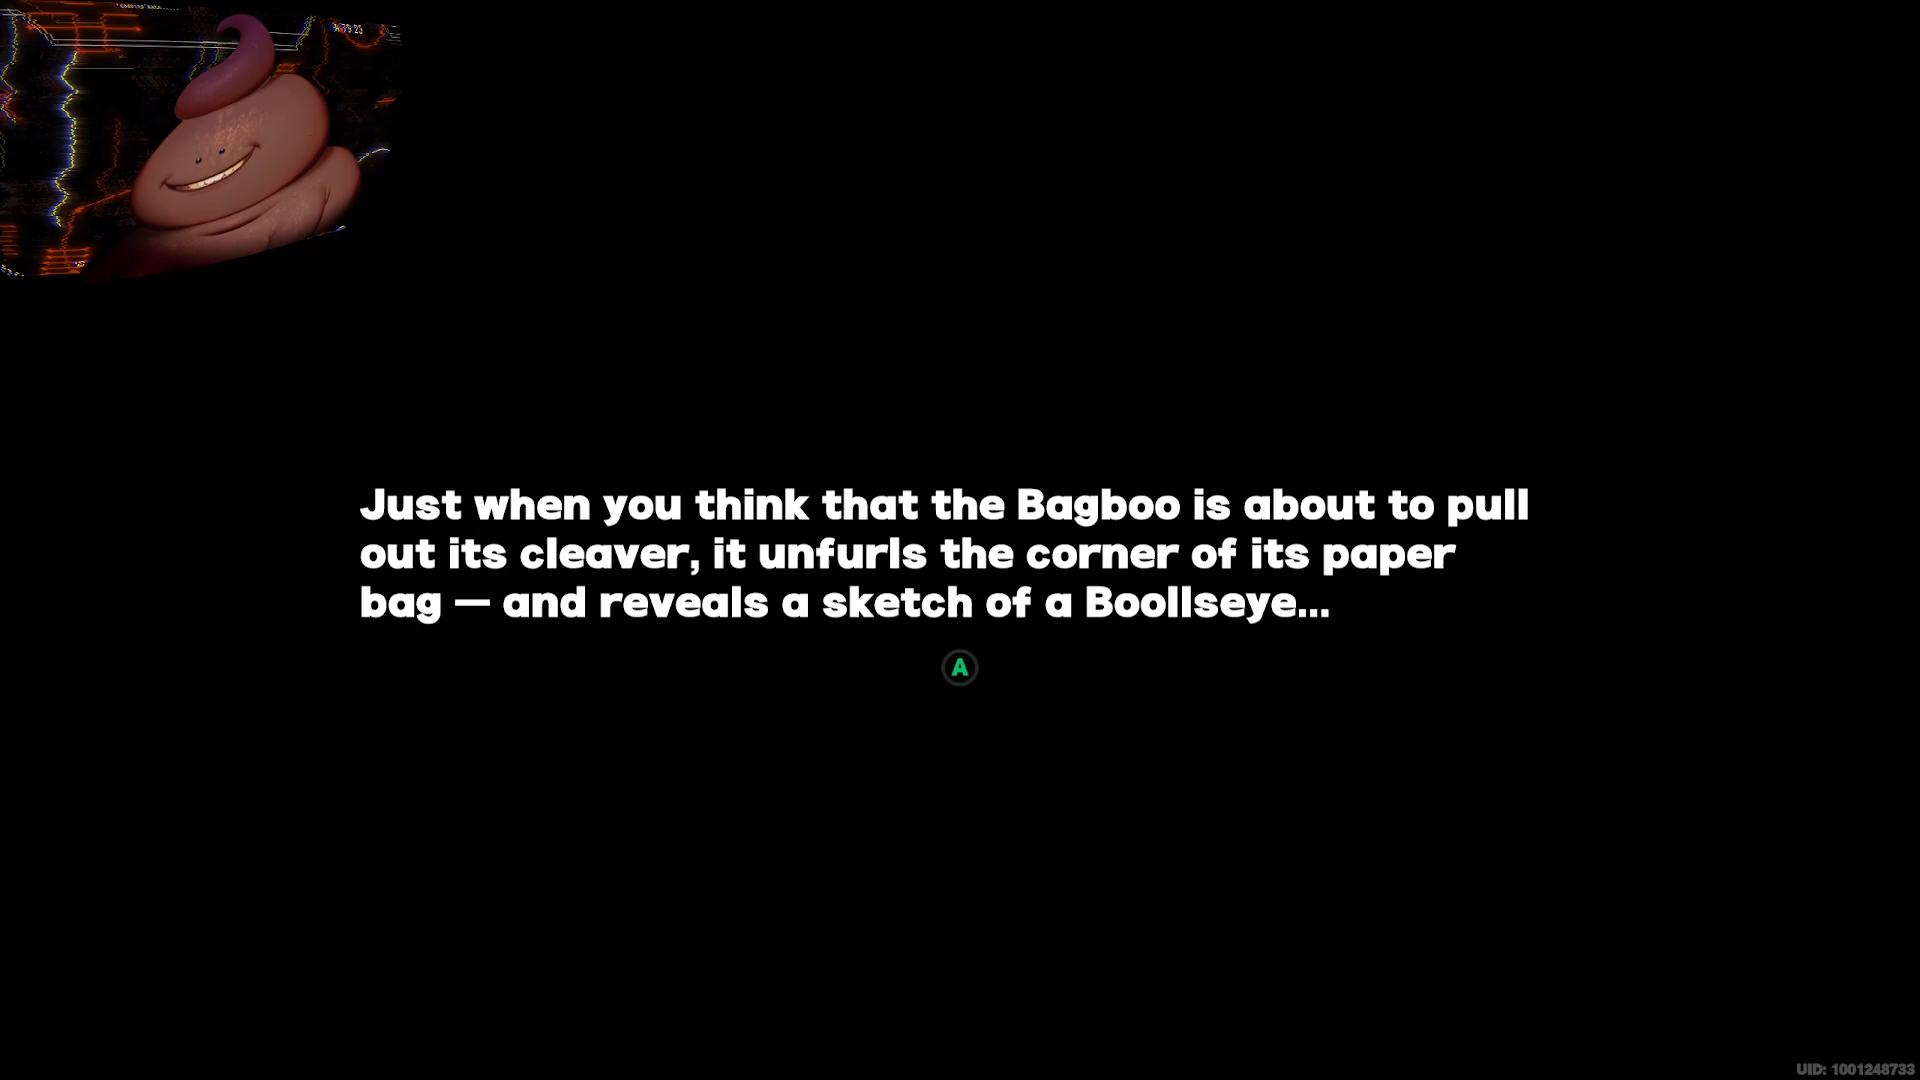 Just when you think that the Bagboo is about to pull
out its cleaver, it unfurls the corner of its paper
bag — and reveals a sketch of a Boollseye...
A
UID: 1001248733